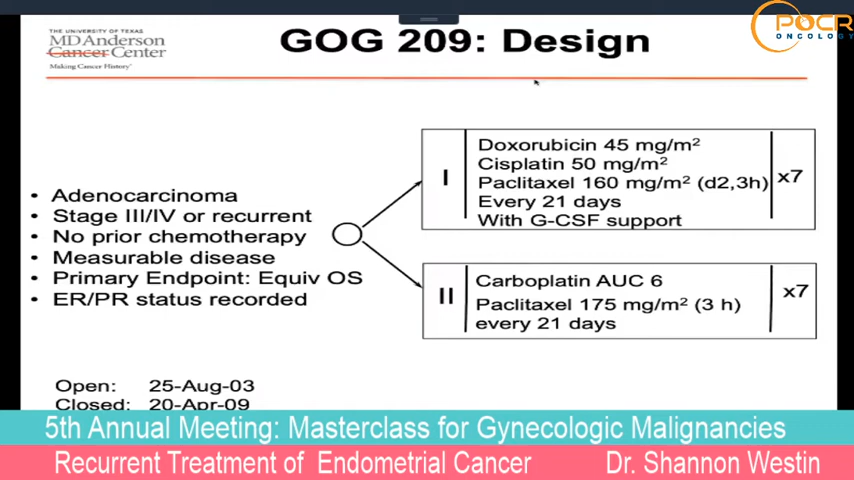 THE UNIVERSITY OF TEXAS
MD Anderson
Cancer Center
Making Cancer History®
POCR
ONCOLOGY
GOG 209: Design
• Adenocarcinoma
• Stage III/IV or recurrent
• No prior chemotherapy
• Measurable disease
• Primary Endpoint: Equiv OS
• ER/PR status recorded
I
Doxorubicin 45 mg/m²
Cisplatin 50 mg/m²
Paclitaxel 160 mg/m² (d2,3h)
Every 21 days
With G-CSF support
x7
II
Carboplatin AUC 6
Paclitaxel 175 mg/m² (3 h)
every 21 days
x7
Open: 25-Aug-03
Closed: 20-Apr-09
5th Annual Meeting: Masterclass for Gynecologic Malignancies
Recurrent Treatment of Endometrial Cancer Dr. Shannon Westin